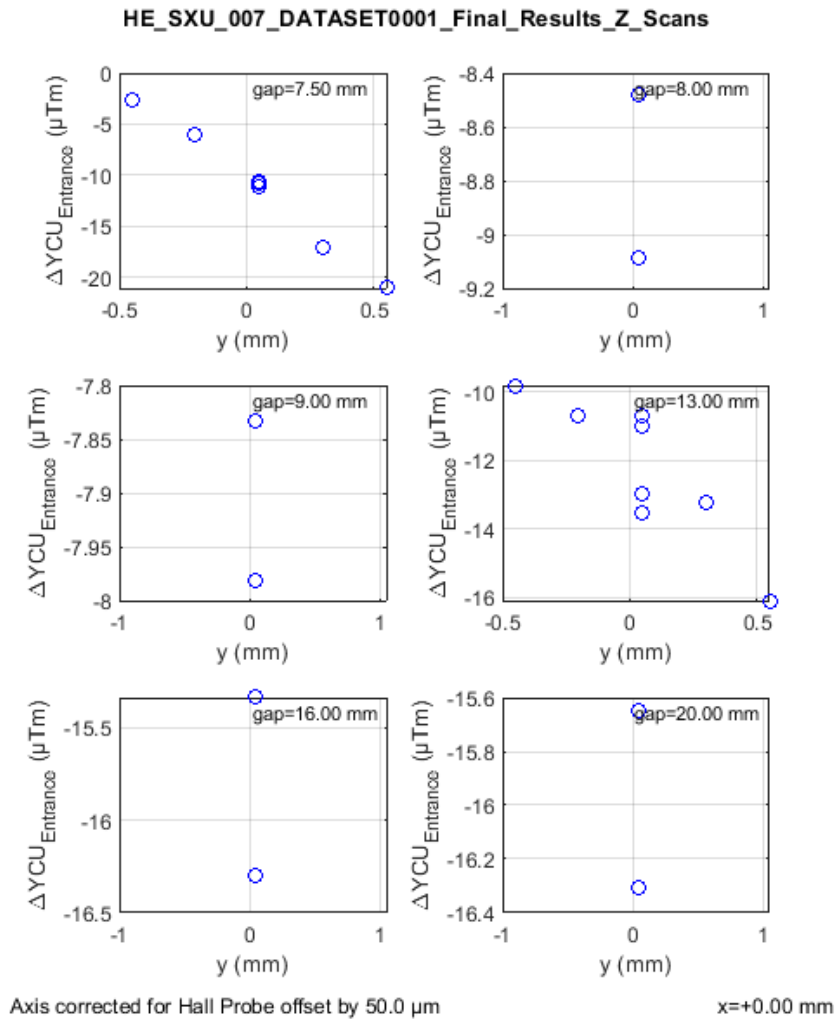 HE_SXU_007_DATASET0001_Final_Results_Z_Scans
gap=7.50 mm
ΔYCU_Entrance (µTm)
0
-5
-10
-15
-20
-0.5 0 0.5
y (mm)
gap=8.00 mm
ΔYCU_Entrance (µTm)
-8.4
-8.6
-8.8
-9
-9.2
-1 0 1
y (mm)
gap=9.00 mm
ΔYCU_Entrance (µTm)
-7.8
-7.85
-7.9
-7.95
-8
-1 0 1
y (mm)
gap=13.00 mm
ΔYCU_Entrance (µTm)
-10
-12
-14
-16
-0.5 0 0.5
y (mm)
gap=16.00 mm
ΔYCU_Entrance (µTm)
-15.5
-16
-16.5
-1 0 1
y (mm)
gap=20.00 mm
ΔYCU_Entrance (µTm)
-15.6
-15.8
-16
-16.2
-16.4
-1 0 1
y (mm)
Axis corrected for Hall Probe offset by 50.0 µm
x=+0.00 mm